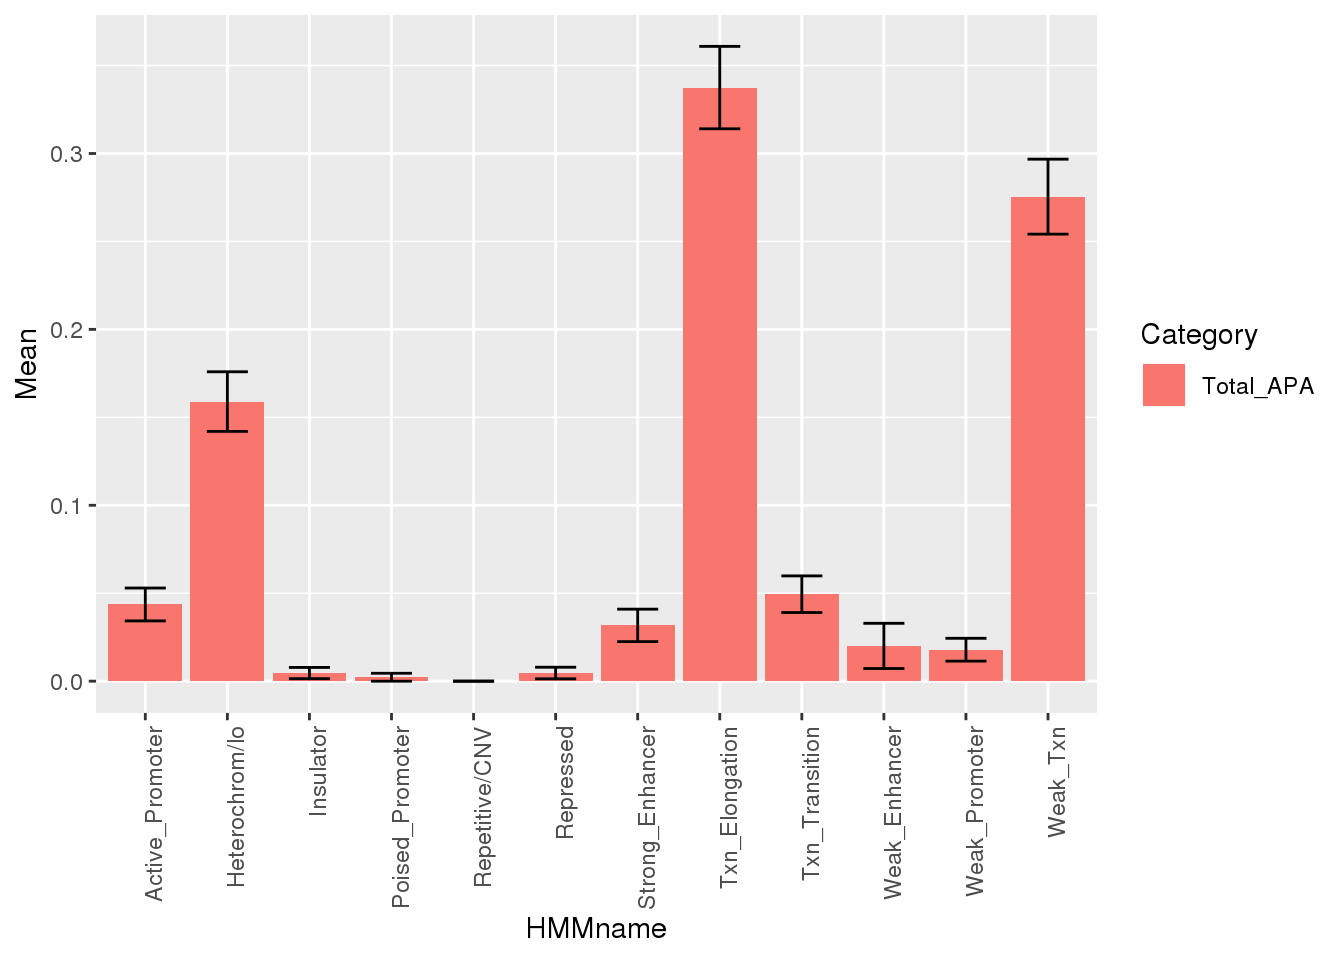 Mean
0.3
0.2
0.1
0.0
Active_Promoter
Heterochrom/lo
Insulator
Poised_Promoter
Repetitive/CNV
Repressed
Strong_Enhancer
Txn_Elongation
Txn_Transition
Weak_Enhancer
Weak_Promoter
Weak_Txn
HMMname
Category
Total_APA